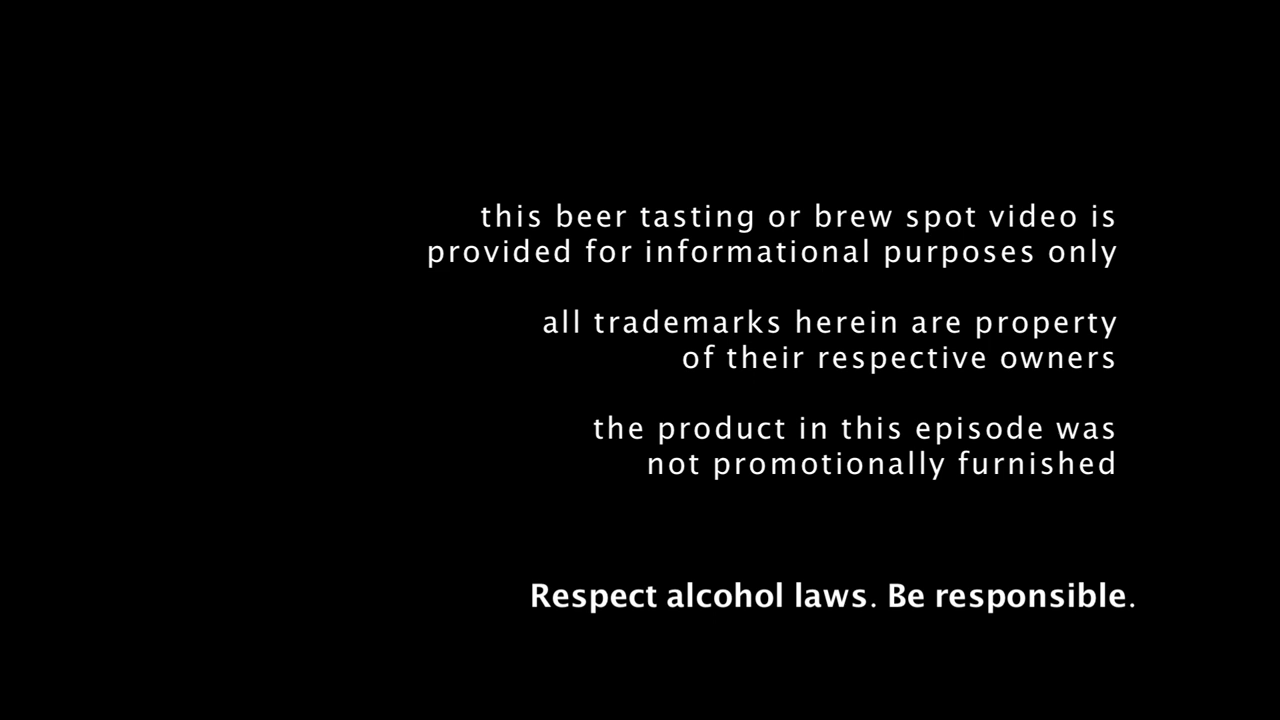 this beer tasting or brew spot video is
provided for informational purposes only
all trademarks herein are property
of their respective owners
the product in this episode was
not promotionally furnished
Respect alcohol laws. Be responsible.